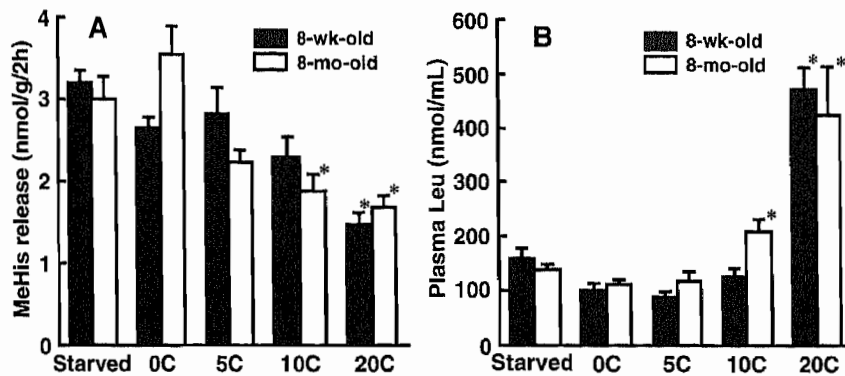 A
8-wk-old
8-mo-old
MeHis release (nmol/g/2h)
4
3
2
1
0
*
*
*
Starved 0C 5C 10C 20C
B
8-wk-old
8-mo-old
Plasma Leu (nmol/mL)
600
500
400
300
200
100
0
*
*
*
Starved 0C 5C 10C 20C